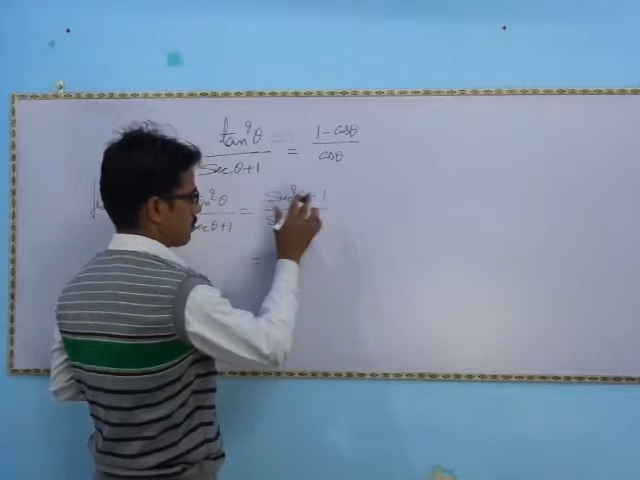 tan²θ / secθ+1 = 1-cosθ / cosθ
tan²θ / secθ+1 = sec²θ-1
=